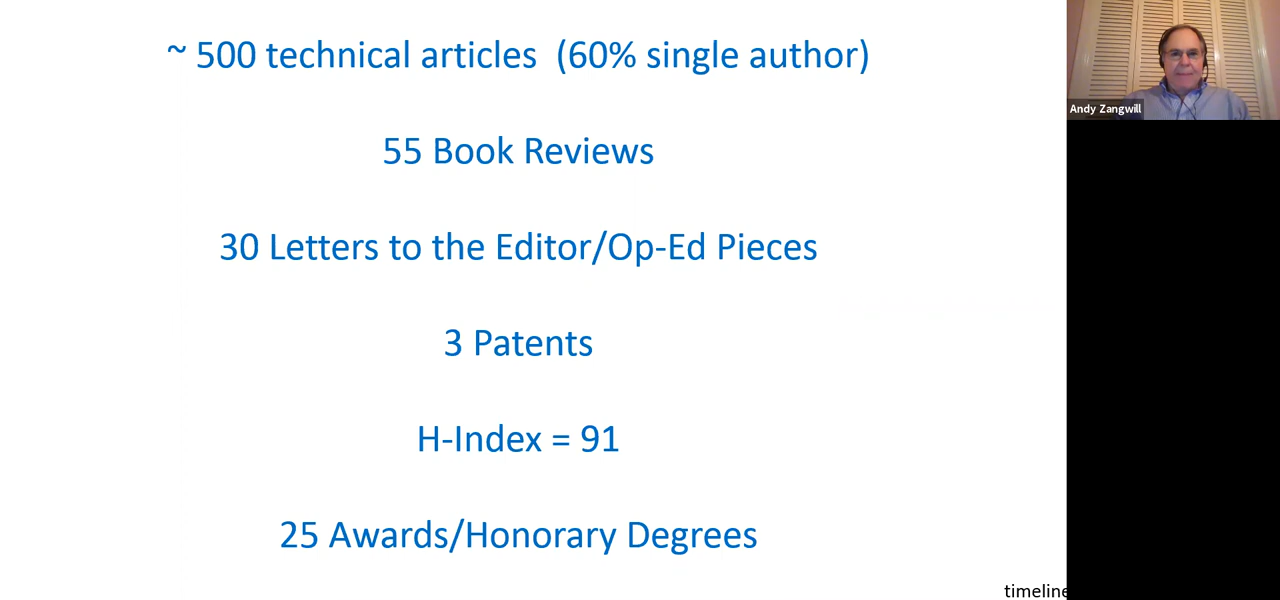 ~ 500 technical articles  (60% single author)
55 Book Reviews
30 Letters to the Editor/Op-Ed Pieces
3 Patents
H-Index = 91
25 Awards/Honorary Degrees
timeline
Andy Zangwill